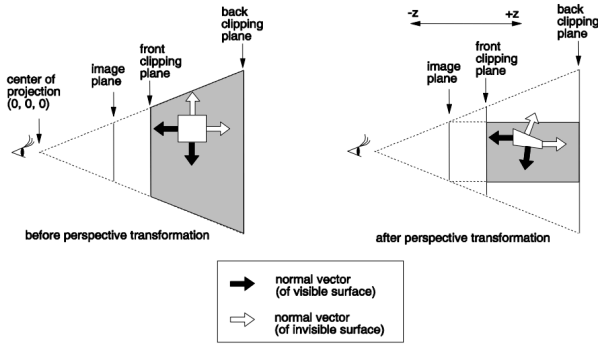 center of
projection
(0, 0, 0)
image
plane
front
clipping
plane
back
clipping
plane
before perspective transformation
-z
+z
image
plane
front
clipping
plane
back
clipping
plane
after perspective transformation
normal vector
(of visible surface)
normal vector
(of invisible surface)